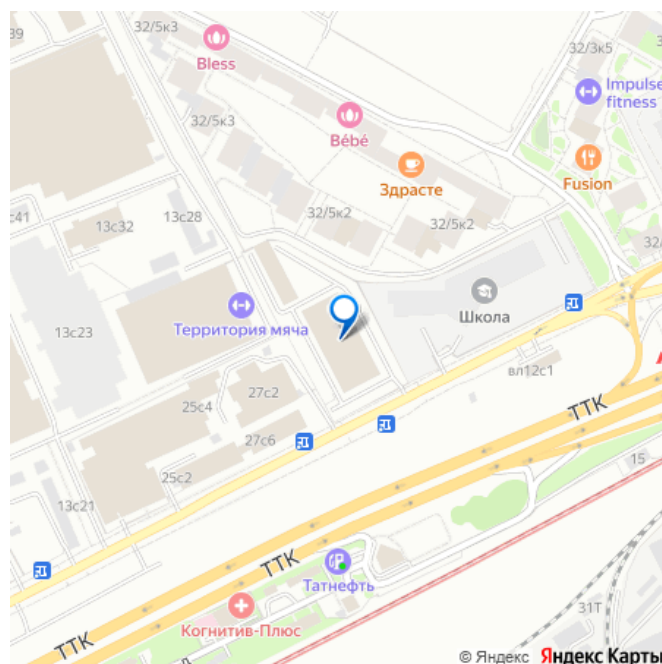 39
32/5к3
Bless
32/3к5
Impulse
fitness
32/5к3
Bébé
Здрасте
Fusion
13с28
32/5к2
32/5к2
с41
13с32
32/
Территория мяча
Школа
13с23
вл12с1
27с2
25с4
ТТК
27с6
25с2
15
13с21
ТТК
Татнефть
31Т
Когнитив-Плюс
ТТК
© Яндекс Яндекс Карты